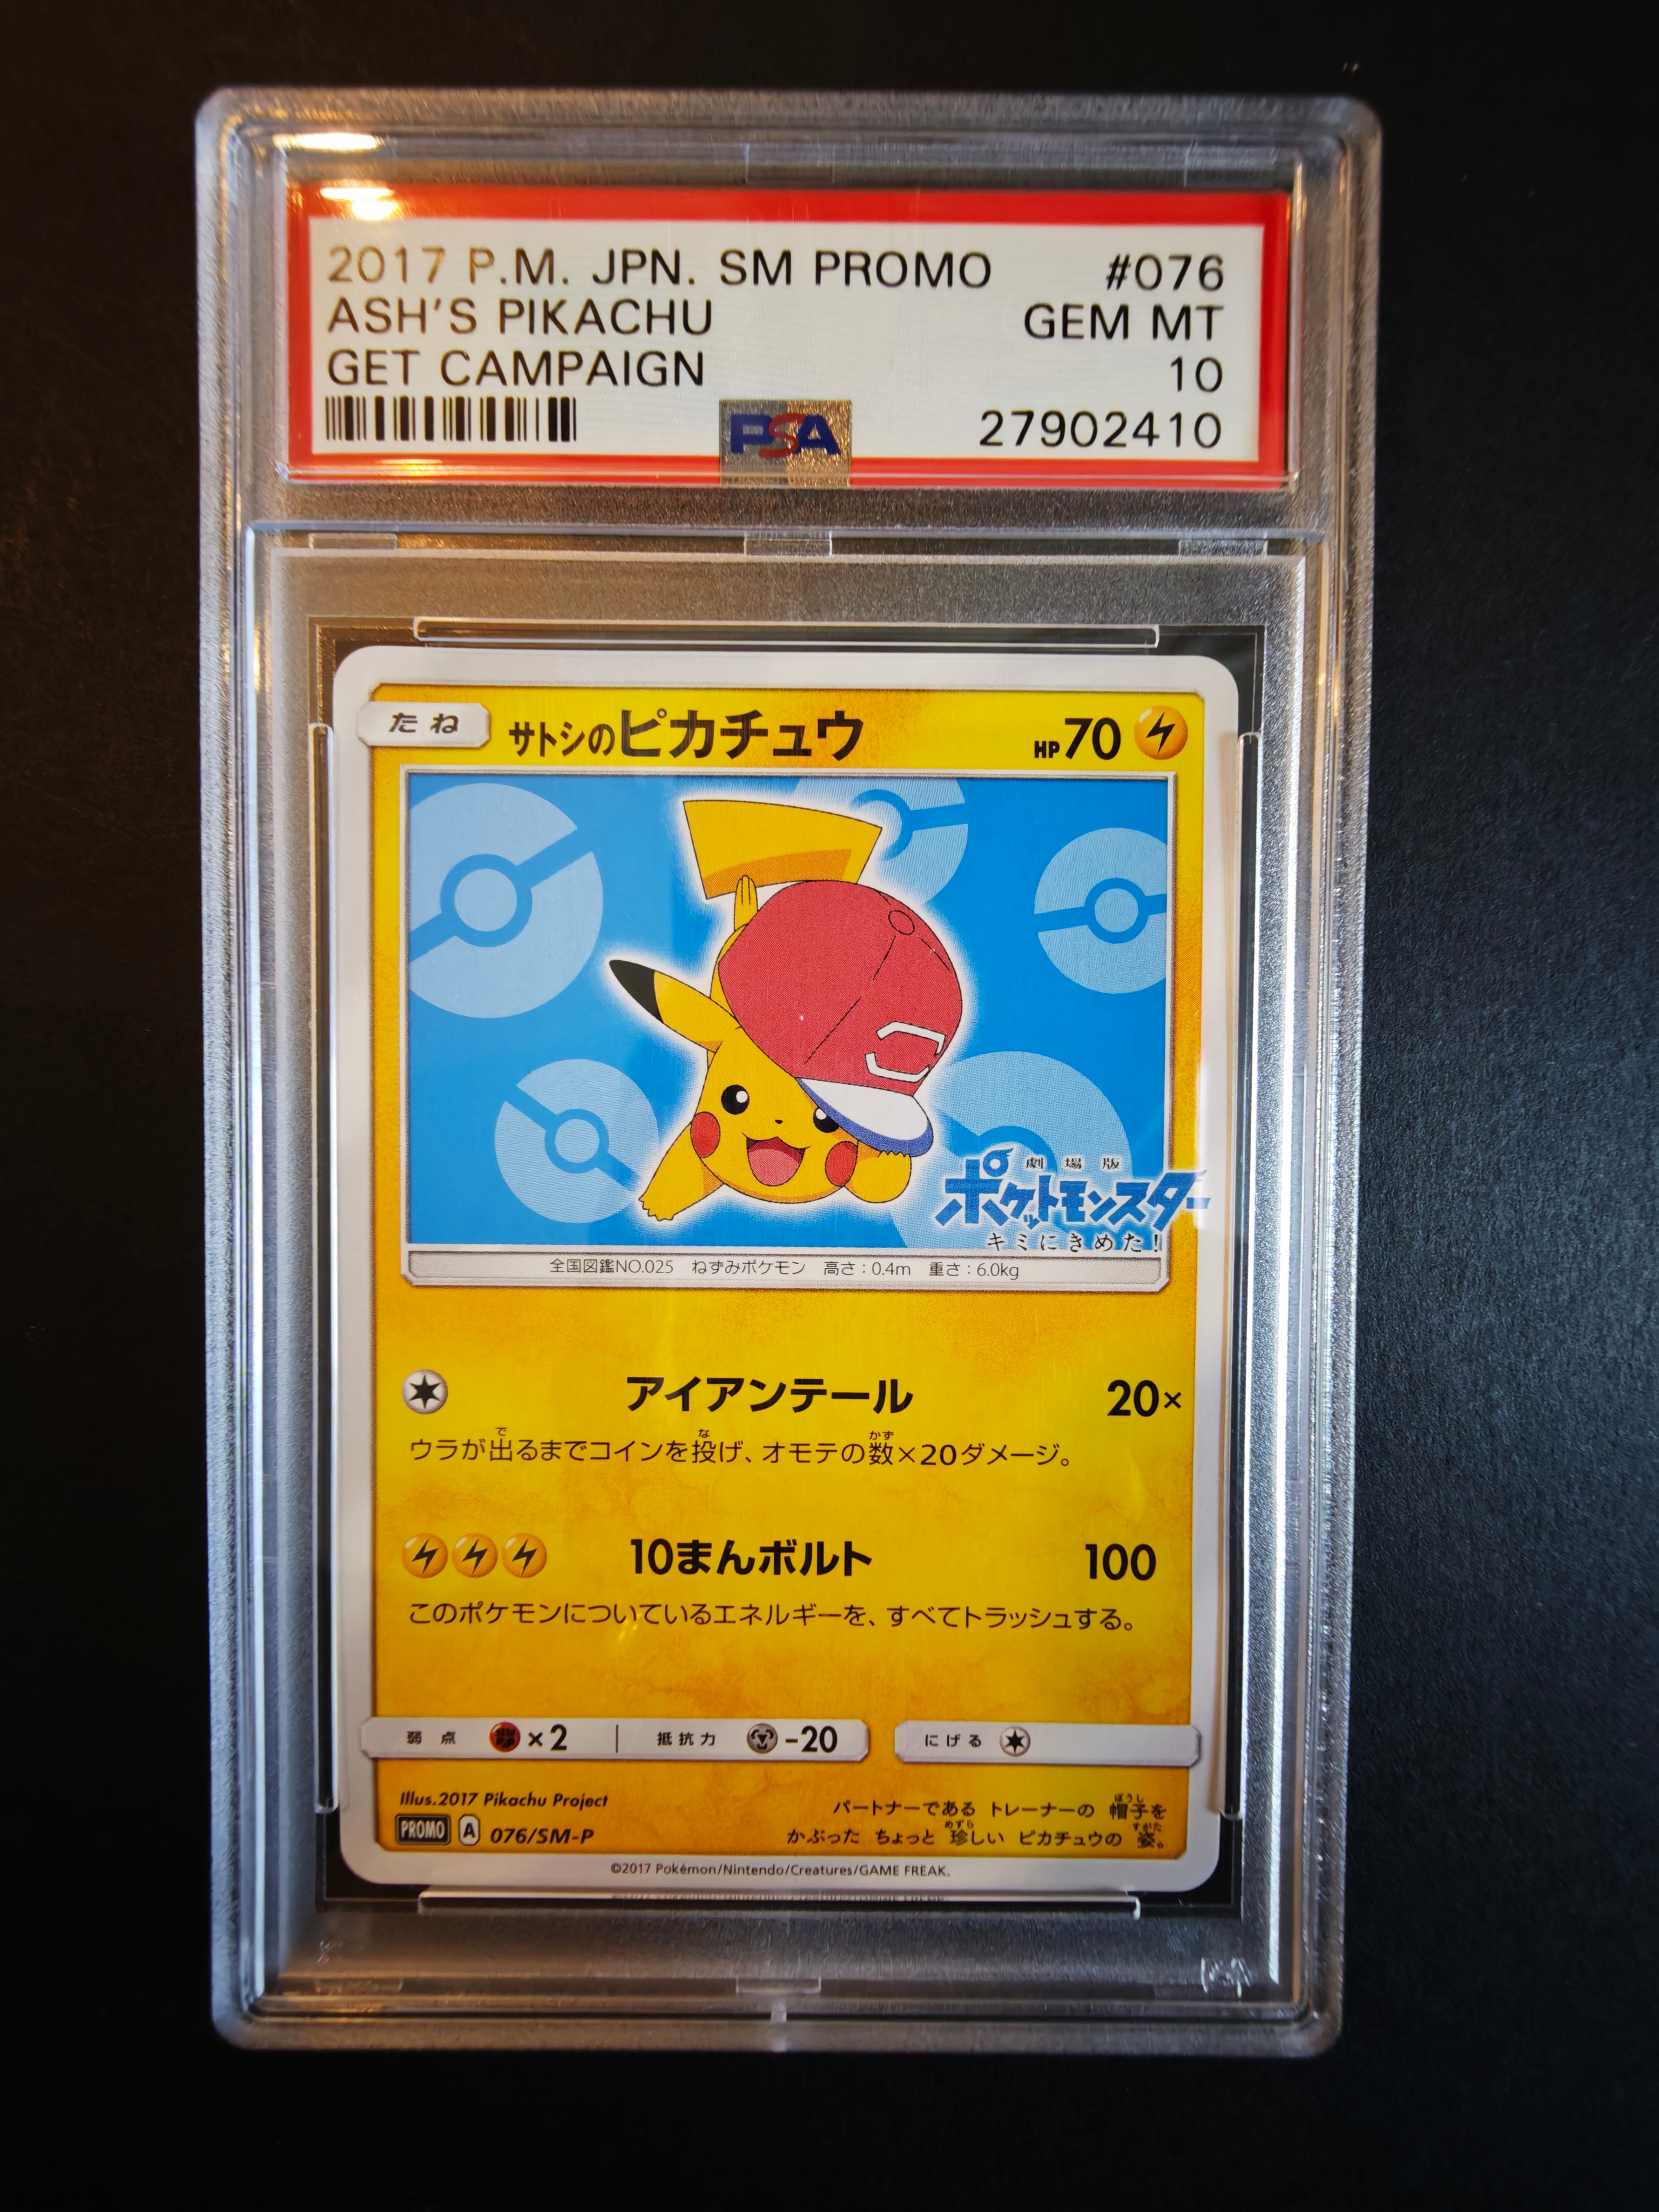 2017 P.M. JPN. SM PROMO #076
ASH'S PIKACHU GEM MT
GET CAMPAIGN 10
PSA 27902410
たね サトシのピカチュウ HP70
劇場版
ポケットモンスター
キミにきめた!
全国図鑑NO.025 ねずみポケモン 高さ:0.4m 重さ:6.0kg
アイアンテール 20×
ウラが出るまでコインを投げ、オモテの数×20ダメージ。
10まんボルト 100
このポケモンについているエネルギーを、すべてトラッシュする。
弱点 ×2 抵抗力 -20 にげる
Illus.2017 Pikachu Project
PROMO A 076/SM-P
パートナーである トレーナーの 帽子を
かぶった ちょっと 珍しい ピカチュウの 姿。
©2017 Pokémon/Nintendo/Creatures/GAME FREAK.